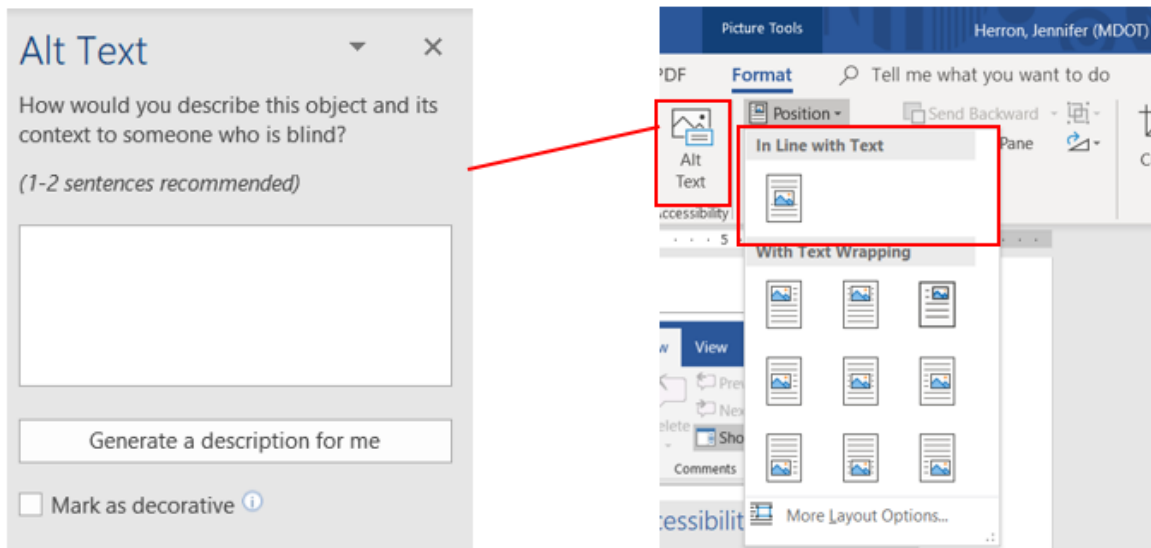 Alt Text
How would you describe this object and its
context to someone who is blind?
(1-2 sentences recommended)
Generate a description for me
Mark as decorative
Picture Tools
Herron, Jennifer (MDOT)
PDF
Format
Tell me what you want to do
Alt
Text
Accessibility
Position
Send Backward
Pane
In Line with Text
5
With Text Wrapping
View
Comments
More Layout Options...